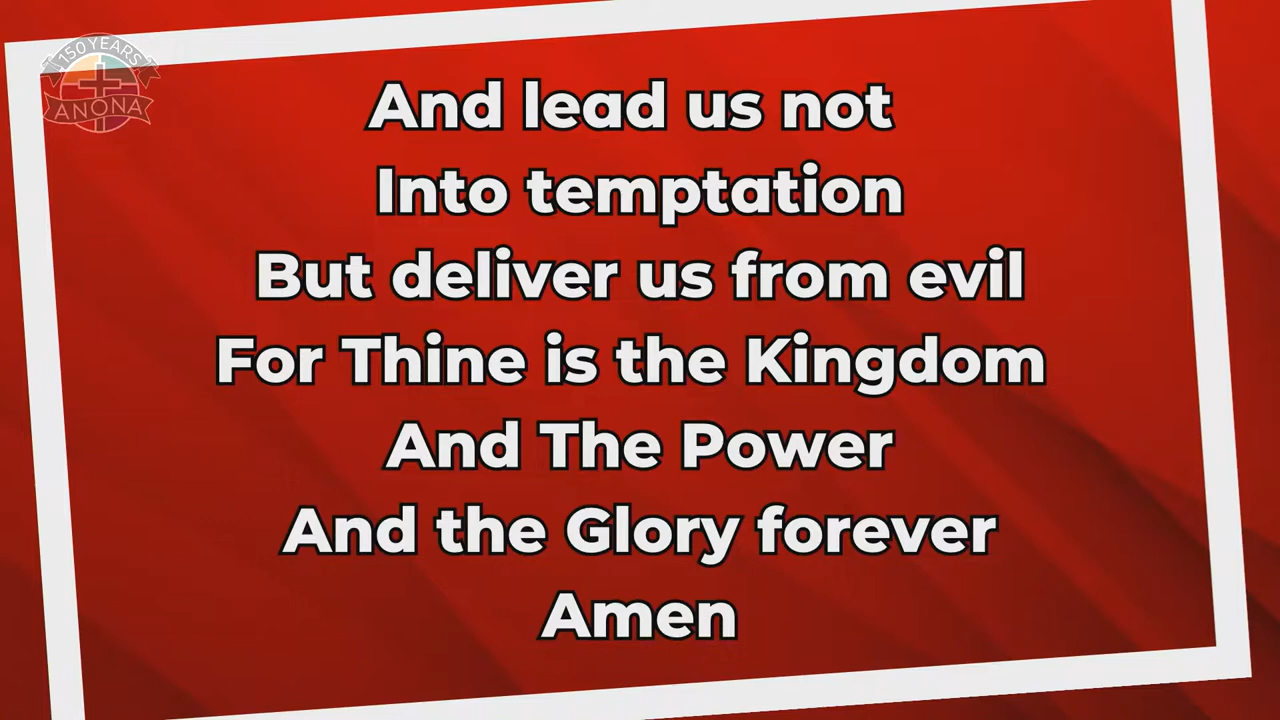 150 YEARS
ANONA
And lead us not
Into temptation
But deliver us from evil
For Thine is the Kingdom
And The Power
And the Glory forever
Amen